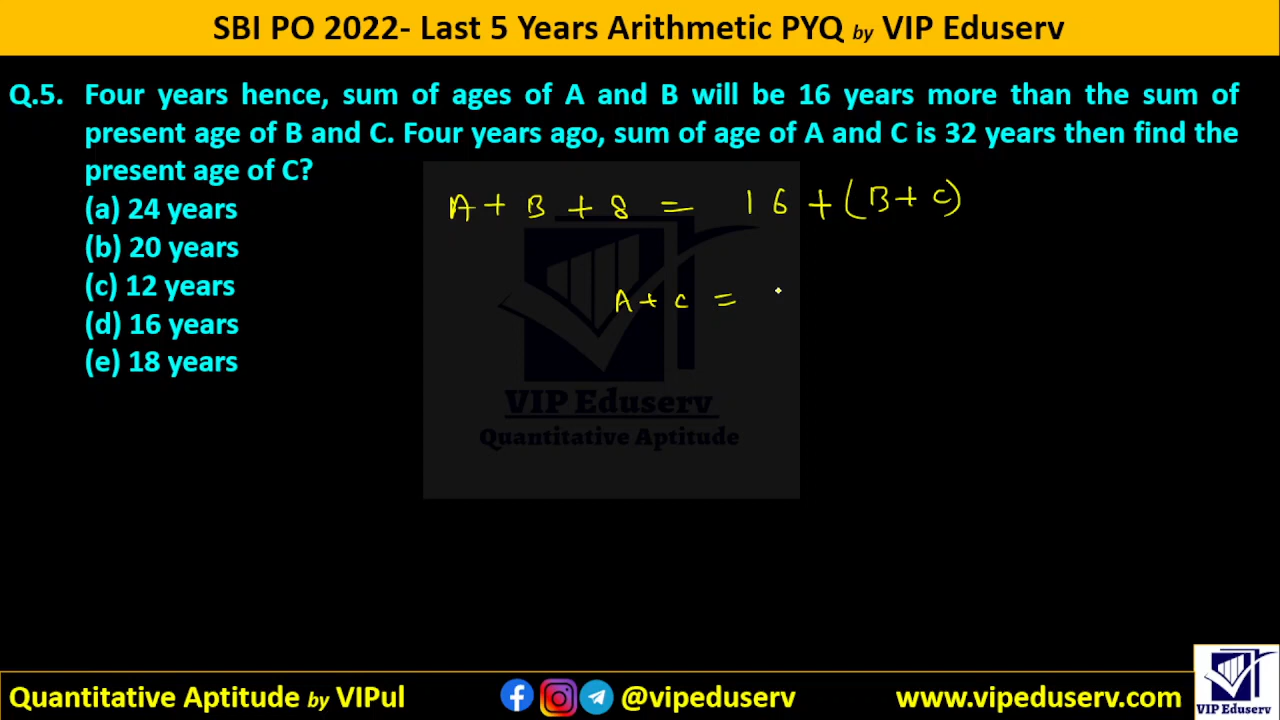 SBI PO 2022- Last 5 Years Arithmetic PYQ by VIP Eduserv
Q.5. Four years hence, sum of ages of A and B will be 16 years more than the sum of
present age of B and C. Four years ago, sum of age of A and C is 32 years then find the
present age of C?
(a) 24 years
(b) 20 years
(c) 12 years
(d) 16 years
(e) 18 years
A + B + 8 = 16 + (B + C)
A + C =
VIP Eduserv
Quantitative Aptitude
Quantitative Aptitude by VIPul
@vipeduserv
www.vipeduserv.com
VIP Eduserv